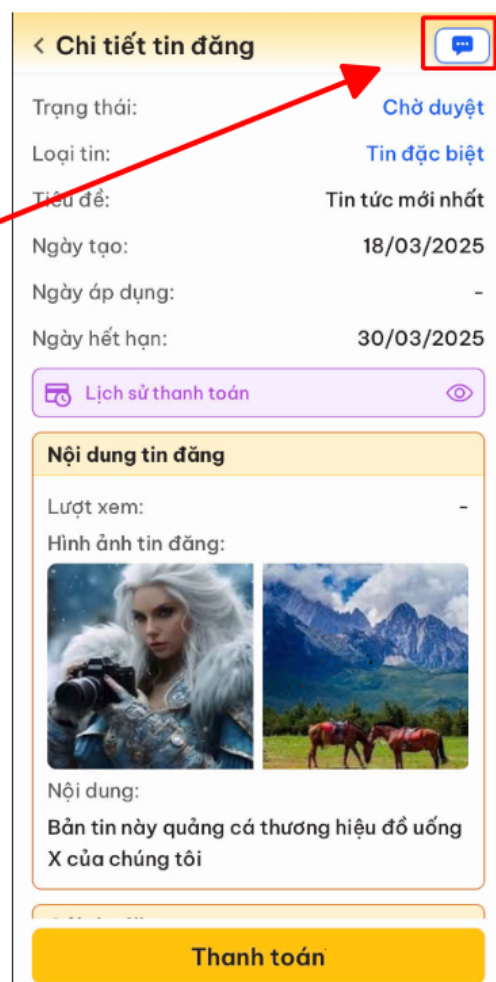 Chi tiết tin đăng
Trạng thái: Chờ duyệt
Loại tin: Tin đặc biệt
Tiêu đề: Tin tức mới nhất
Ngày tạo: 18/03/2025
Ngày áp dụng: -
Ngày hết hạn: 30/03/2025
Lịch sử thanh toán
Nội dung tin đăng
Lượt xem: -
Hình ảnh tin đăng:
Nội dung:
Bản tin này quảng cá thương hiệu đồ uống
X của chúng tôi
Thanh toán